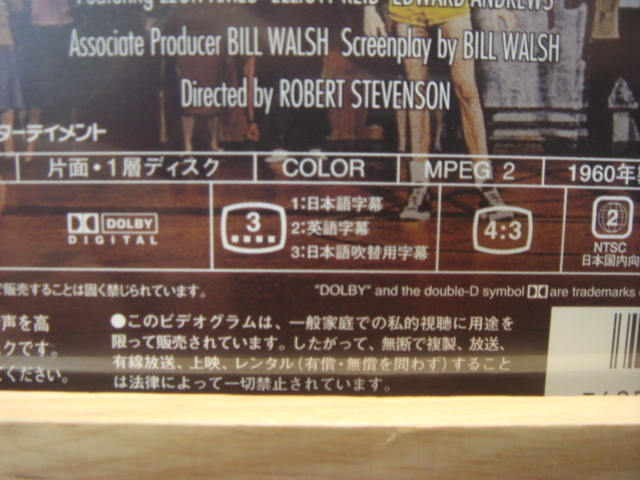 Featuring LEON AMES ELLIOTT REID EDWARD ANDREWS
Associate Producer BILL WALSH Screenplay by BILL WALSH
Directed by ROBERT STEVENSON
ターテイメント
片面・1層ディスク COLOR MPEG 2 1960年
DOLBY
DIGITAL
3
1:日本語字幕
2:英語字幕
3:日本語吹替用字幕
4:3
2
NTSC
日本国内向
で販売することは固く禁じられています。
"DOLBY" and the double-D symbol are trademarks
声を高
スクです。
てください。
●このビデオグラムは、一般家庭での私的視聴に用途を
限って販売されています。したがって、無断で複製、放送、
有線放送、上映、レンタル(有償・無償を問わず)すること
は法律によって一切禁止されています。